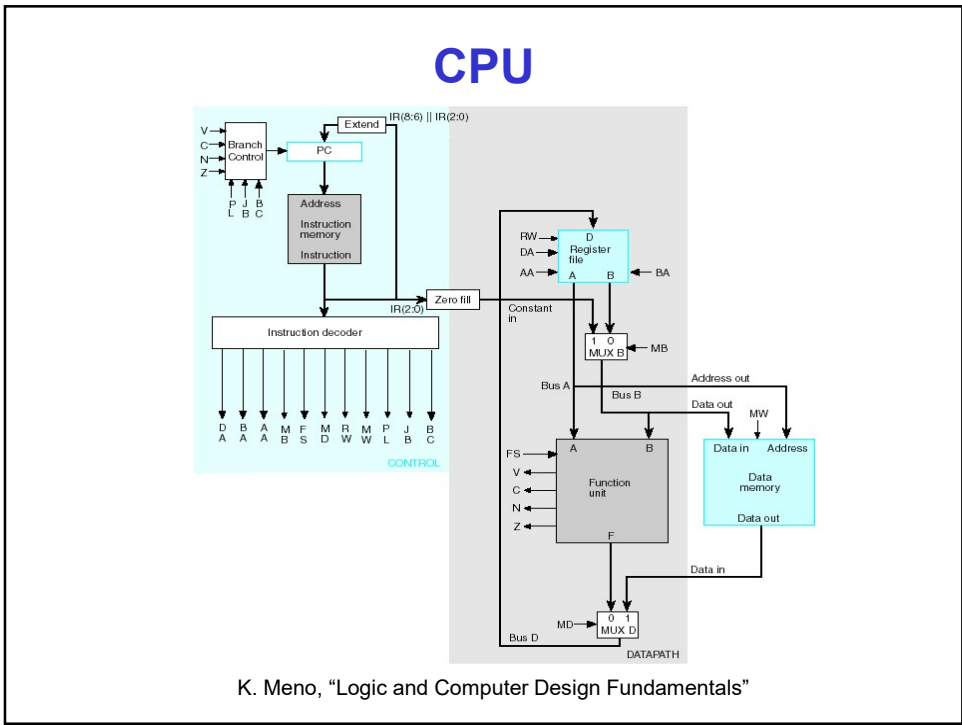 CPU
IR(8:6) || IR(2:0)
Extend
V
C
N
Z
Branch
Control
PC
P
L
J
B
B
C
Address
Instruction
memory
Instruction
IR(2:0)
Zero fill
Constant
in
Instruction decoder
D
A
B
A
A
A
M
B
F
S
M
D
R
W
M
W
P
L
J
B
B
C
CONTROL
RW
DA
AA
D
Register
file
A B
BA
1 0
MUX B
MB
Bus A
Bus B
Address out
Data out
MW
Data in Address
Data
memory
Data out
FS
V
C
N
Z
A B
Function
unit
F
Data in
MD
0 1
MUX D
Bus D
DATAPATH
K. Meno, “Logic and Computer Design Fundamentals”